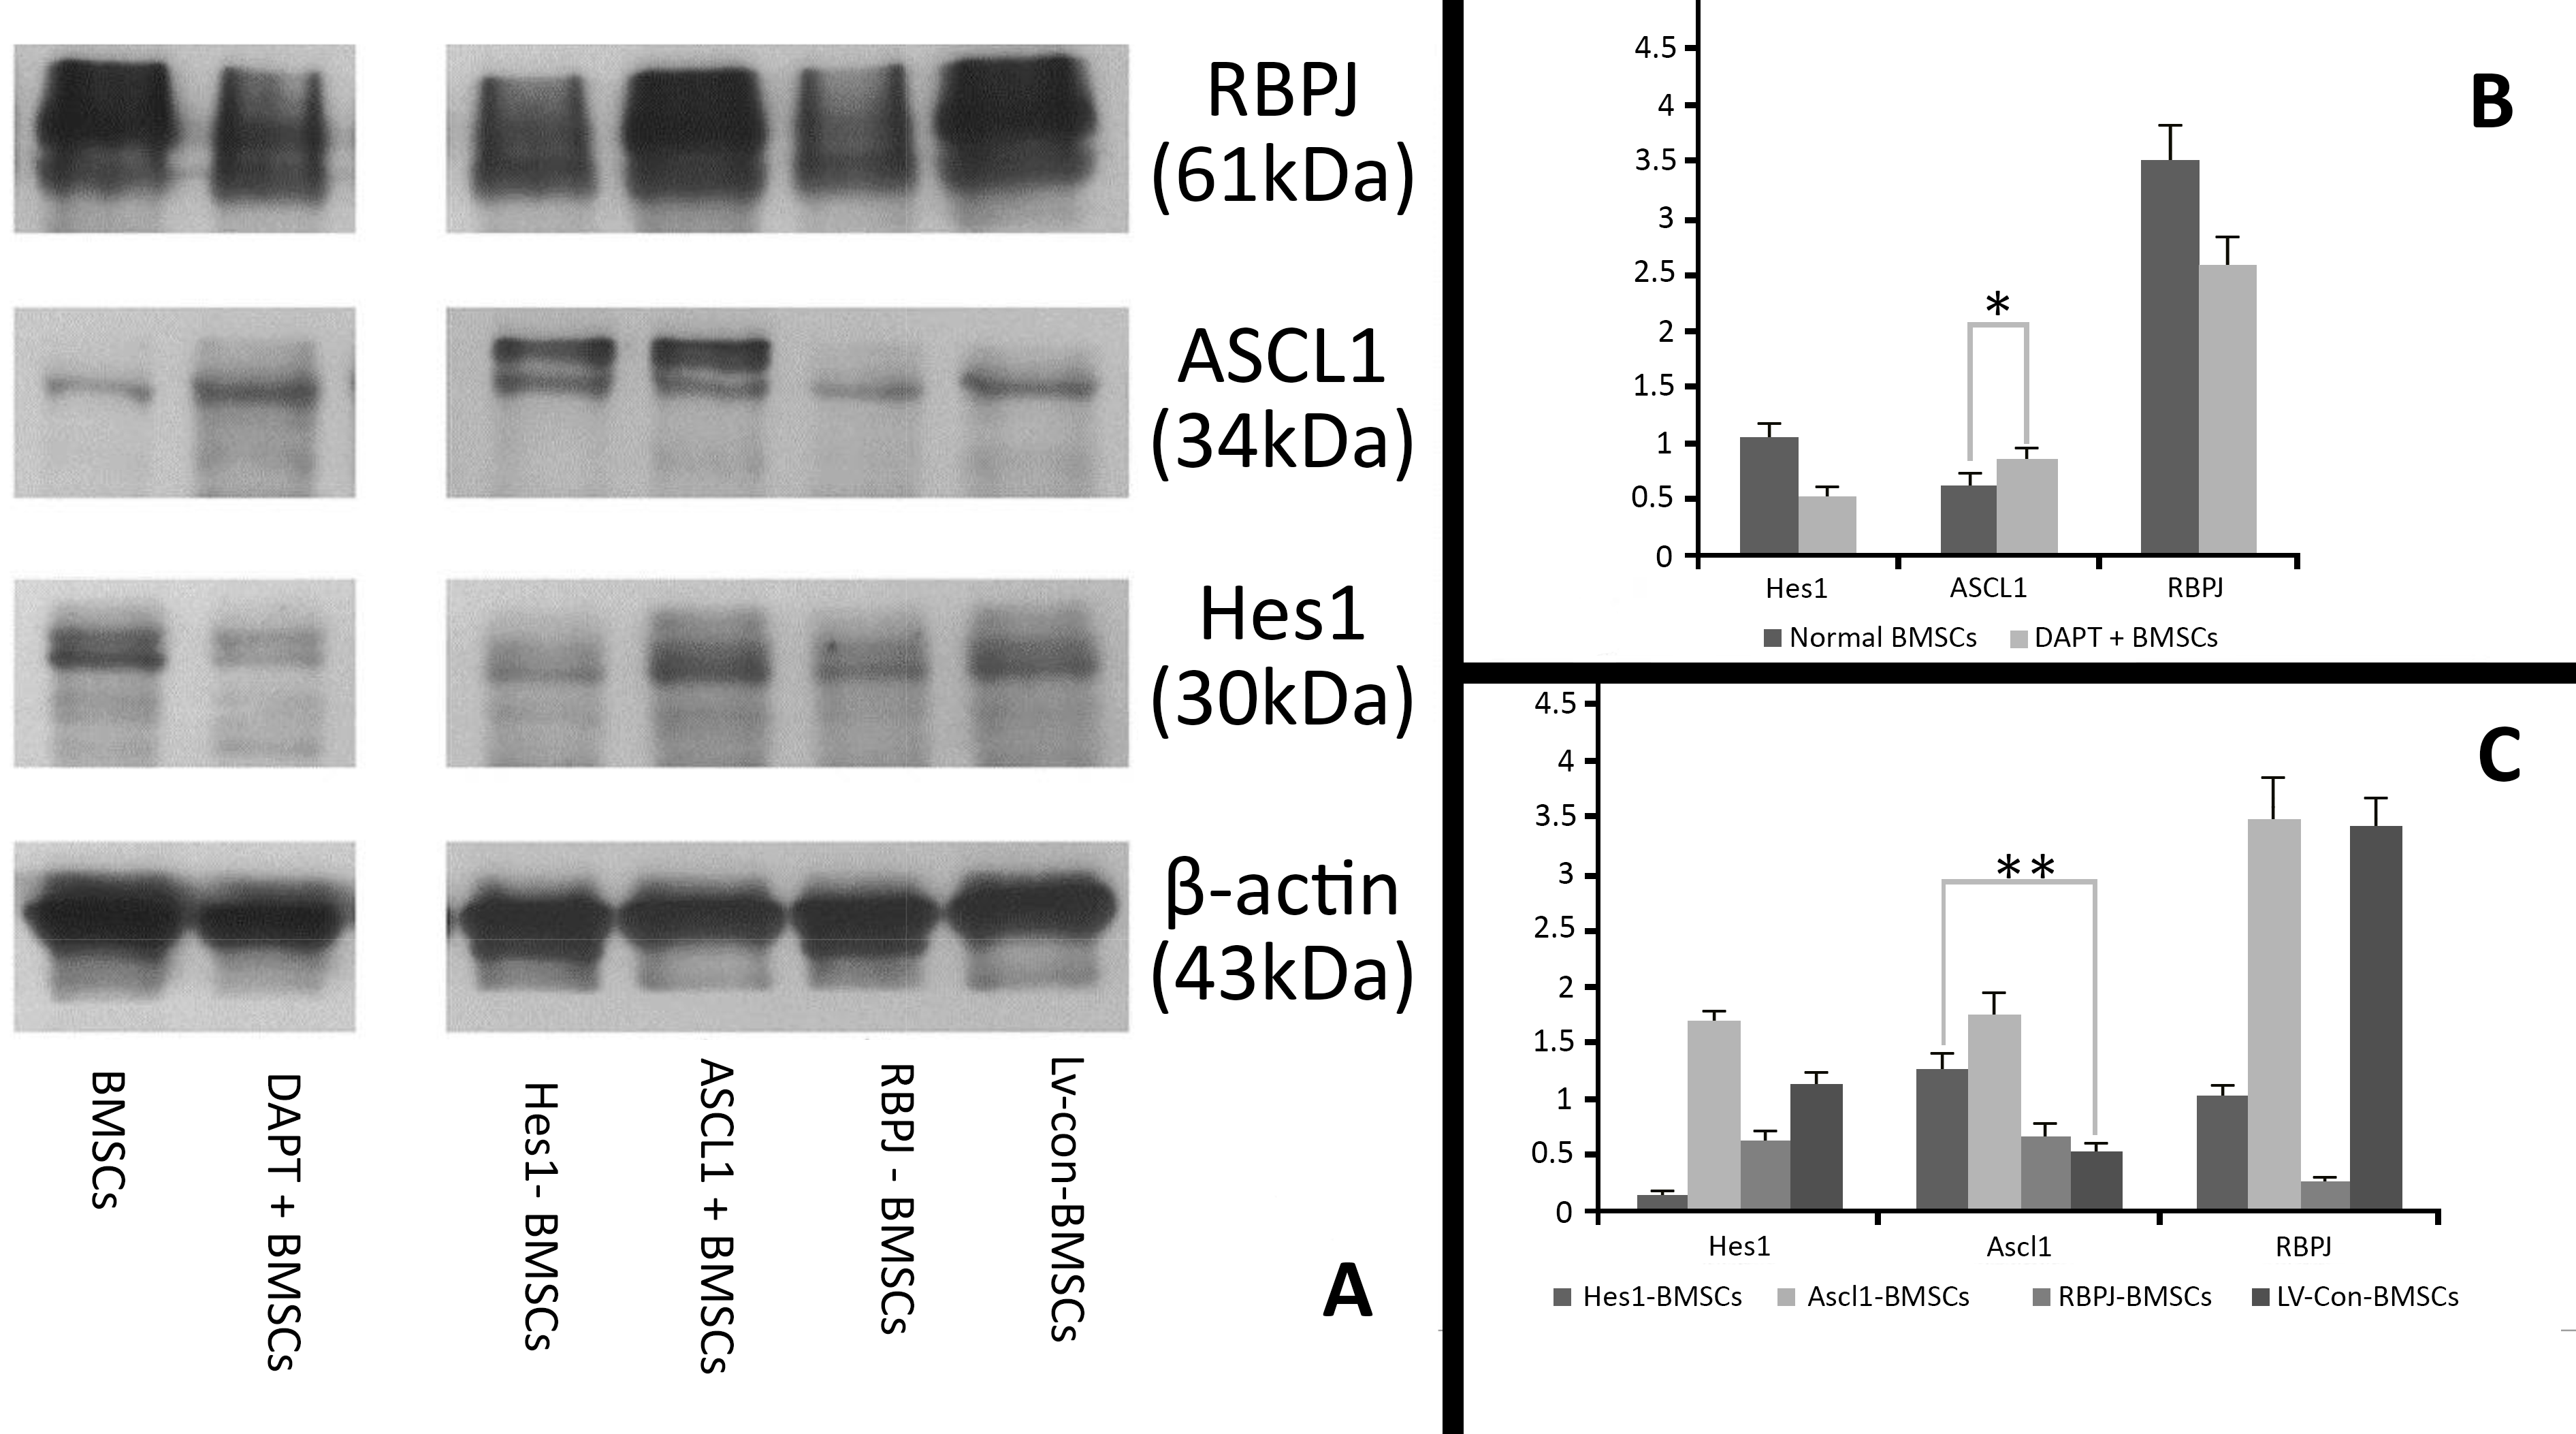 RBPJ
(61kDa)
ASCL1
(34kDa)
Hes1
(30kDa)
β-actin
(43kDa)
BMSCs
DAPT + BMSCs
Hes1- BMSCs
ASCL1 + BMSCs
RBPJ - BMSCs
Lv-con-BMSCs
A
B
4.5
4
3.5
3
2.5
2
1.5
1
0.5
0
*
Hes1 ASCL1 RBPJ
Normal BMSCs DAPT + BMSCs
C
4.5
4
3.5
3
2.5
2
1.5
1
0.5
0
**
Hes1 Ascl1 RBPJ
Hes1-BMSCs Ascl1-BMSCs RBPJ-BMSCs LV-Con-BMSCs